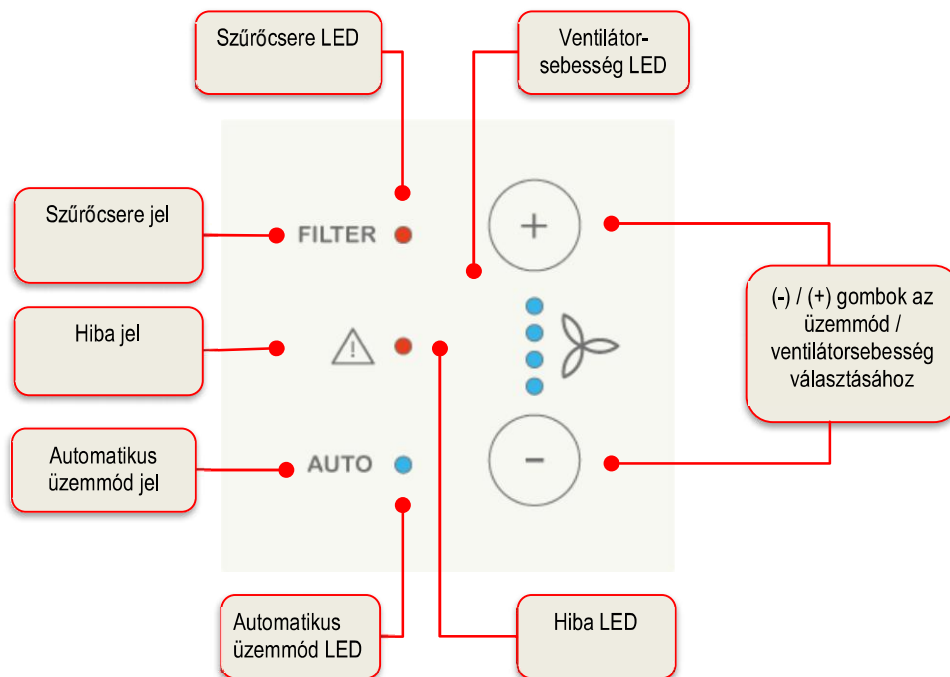 Szűrőcsere LED
Ventilátor-
sebesség LED
Szűrőcsere jel
FILTER
+
Hiba jel
(-) / (+) gombok az
üzemmód /
ventilátorsebesség
választásához
!
Automatikus
üzemmód jel
AUTO
-
Automatikus
üzemmód LED
Hiba LED